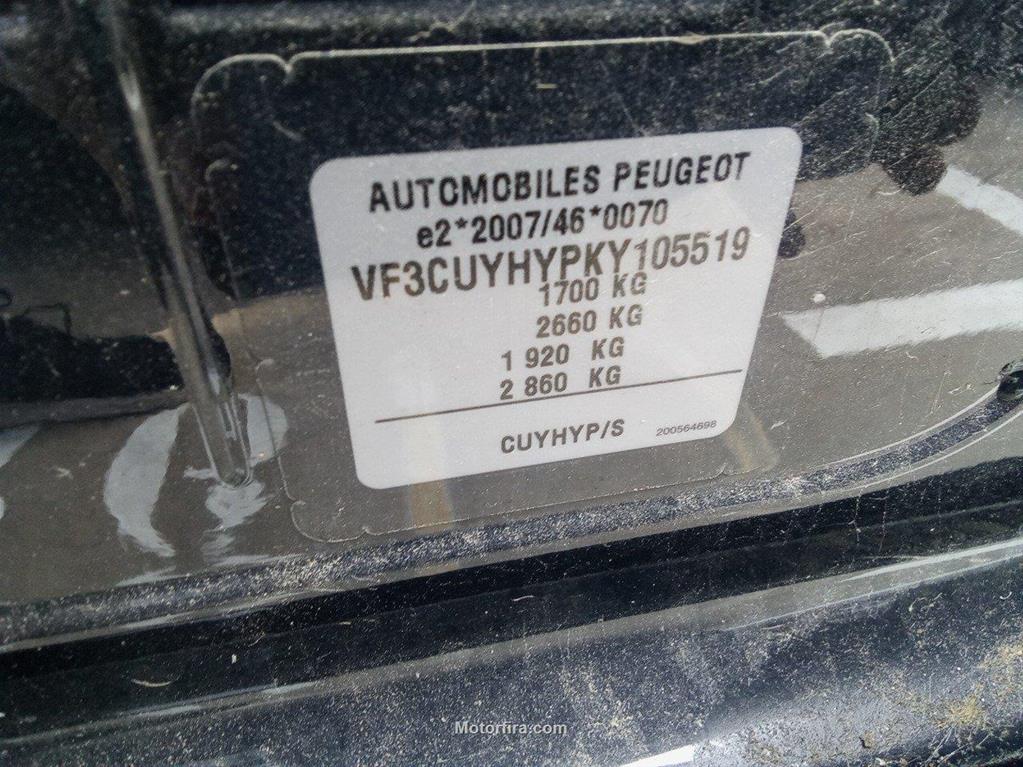 AUTOMOBILES PEUGEOT
e2*2007/46*0070
VF3CUYHYPKY105519
1700 KG
2660 KG
1 920 KG
2 860 KG
CUYHYP/S 200564698
Motorfira.com